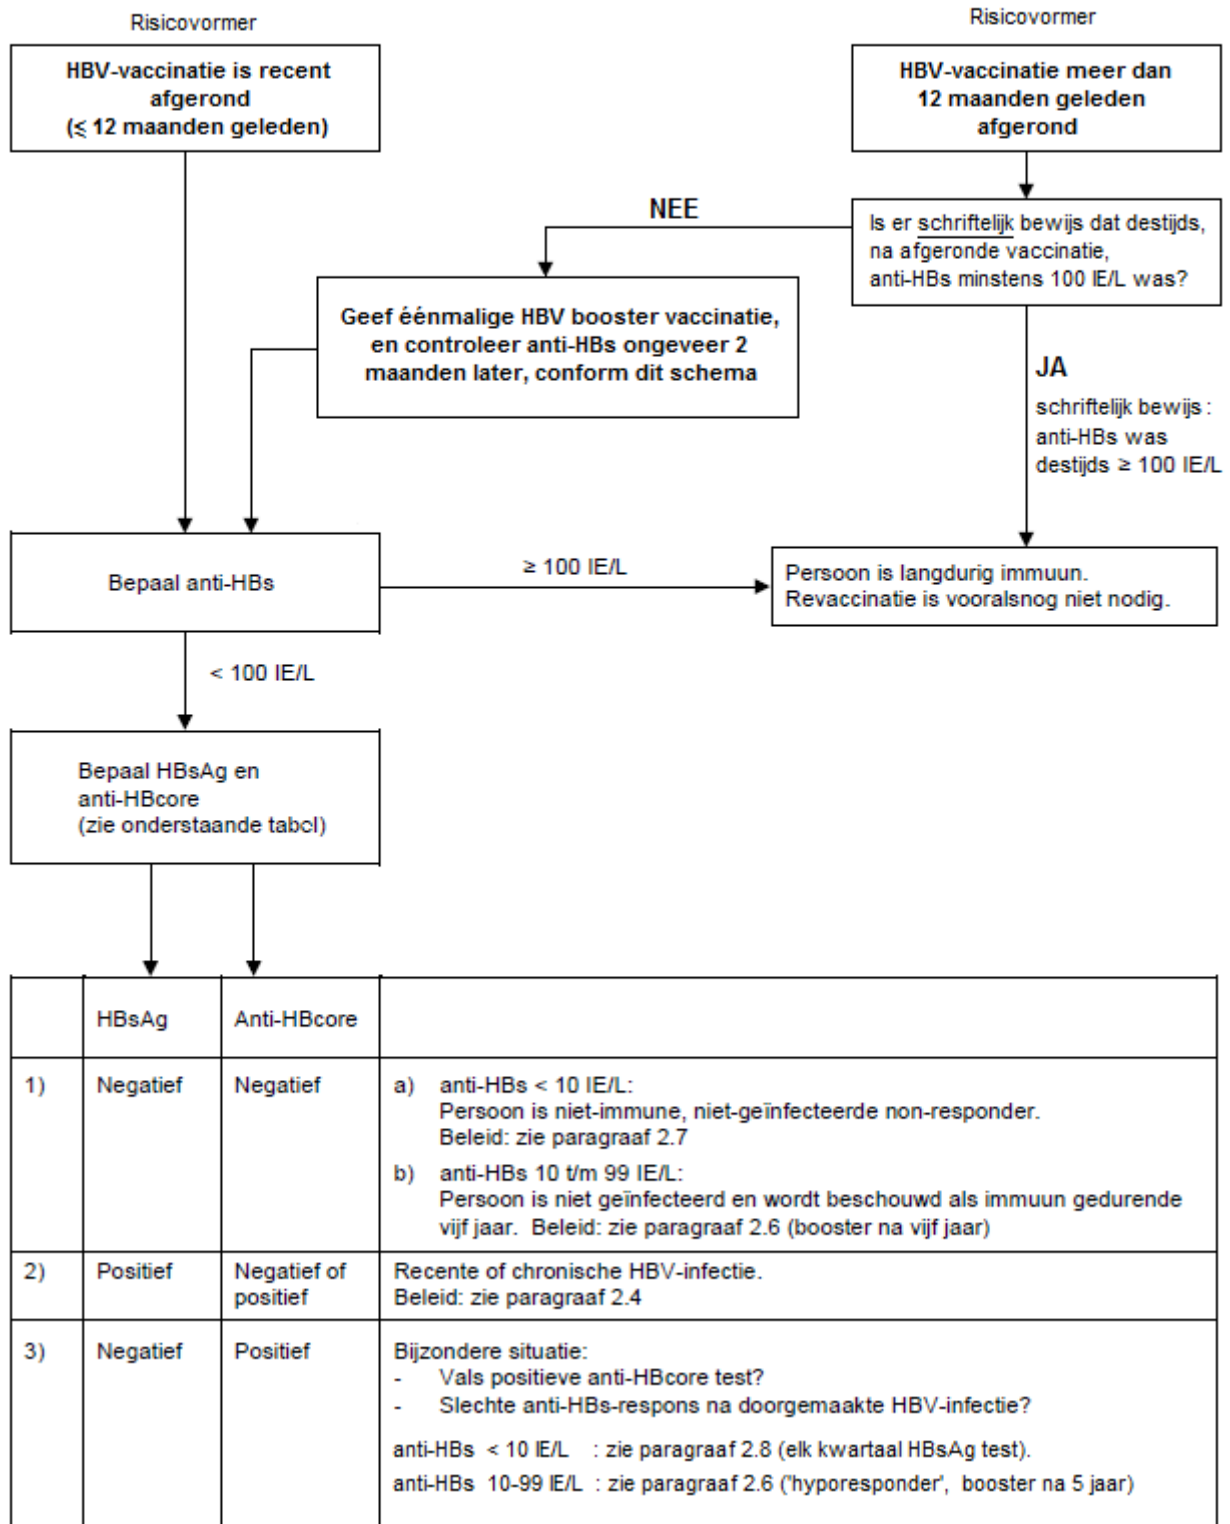 Risicovormer
HBV-vaccinatie is recent
afgerond
(≤ 12 maanden geleden)
Risicovormer
HBV-vaccinatie meer dan
12 maanden geleden
afgerond
NEE
Is er schriftelijk bewijs dat destijds,
na afgeronde vaccinatie,
anti-HBs minstens 100 IE/L was?
Geef éénmalige HBV booster vaccinatie,
en controleer anti-HBs ongeveer 2
maanden later, conform dit schema
JA
schriftelijk bewijs :
anti-HBs was
destijds ≥ 100 IE/L
Bepaal anti-HBs
≥ 100 IE/L
Persoon is langdurig immuun.
Revaccinatie is vooralsnog niet nodig.
< 100 IE/L
Bepaal HBsAg en
anti-HBcore
(zie onderstaande tabel)
HBsAg Anti-HBcore
1) Negatief Negatief a) anti-HBs < 10 IE/L:
Persoon is niet-immune, niet-geïnfecteerde non-responder.
Beleid: zie paragraaf 2.7
b) anti-HBs 10 t/m 99 IE/L:
Persoon is niet geïnfecteerd en wordt beschouwd als immuun gedurende
vijf jaar. Beleid: zie paragraaf 2.6 (booster na vijf jaar)
2) Positief Negatief of Recente of chronische HBV-infectie.
positief Beleid: zie paragraaf 2.4
3) Negatief Positief Bijzondere situatie:
- Vals positieve anti-HBcore test?
- Slechte anti-HBs-respons na doorgemaakte HBV-infectie?
anti-HBs < 10 IE/L : zie paragraaf 2.8 (elk kwartaal HBsAg test).
anti-HBs 10-99 IE/L : zie paragraaf 2.6 ('hyporesponder', booster na 5 jaar)